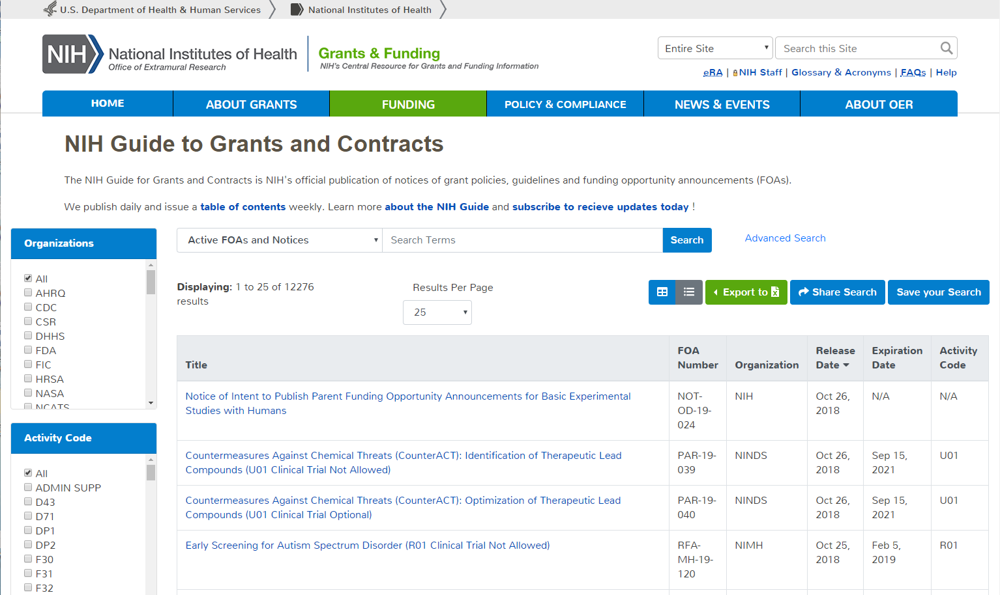 U.S. Department of Health & Human Services
National Institutes of Health
NIH
National Institutes of Health
Office of Extramural Research
Grants & Funding
NIH's Central Resource for Grants and Funding Information
Entire Site
Search this Site
eRA | NIH Staff | Glossary & Acronyms | FAQs | Help
HOME
ABOUT GRANTS
FUNDING
POLICY & COMPLIANCE
NEWS & EVENTS
ABOUT OER
NIH Guide to Grants and Contracts
The NIH Guide for Grants and Contracts is NIH's official publication of notices of grant policies, guidelines and funding opportunity announcements (FOAs).
We publish daily and issue a table of contents weekly. Learn more about the NIH Guide and subscribe to recieve updates today !
Organizations
All
AHRQ
CDC
CSR
DHHS
FDA
FIC
HRSA
NASA
NCATS
Activity Code
All
ADMIN SUPP
D43
D71
DP1
DP2
F30
F31
F32
Active FOAs and Notices
Search Terms
Search
Advanced Search
Displaying: 1 to 25 of 12276
results
Results Per Page
25
Export to
Share Search
Save your Search
Title
FOA
Number
Organization
Release
Date
Expiration
Date
Activity
Code
Notice of Intent to Publish Parent Funding Opportunity Announcements for Basic Experimental
Studies with Humans
NOT-
OD-19-
024
NIH
Oct 26,
2018
N/A
N/A
Countermeasures Against Chemical Threats (CounterACT): Identification of Therapeutic Lead
Compounds (U01 Clinical Trial Not Allowed)
PAR-19-
039
NINDS
Oct 26,
2018
Sep 15,
2021
U01
Countermeasures Against Chemical Threats (CounterACT): Optimization of Therapeutic Lead
Compounds (U01 Clinical Trial Optional)
PAR-19-
040
NINDS
Oct 26,
2018
Sep 15,
2021
U01
Early Screening for Autism Spectrum Disorder (R01 Clinical Trial Not Allowed)
RFA-
MH-19-
120
NIMH
Oct 25,
2018
Feb 5,
2019
R01